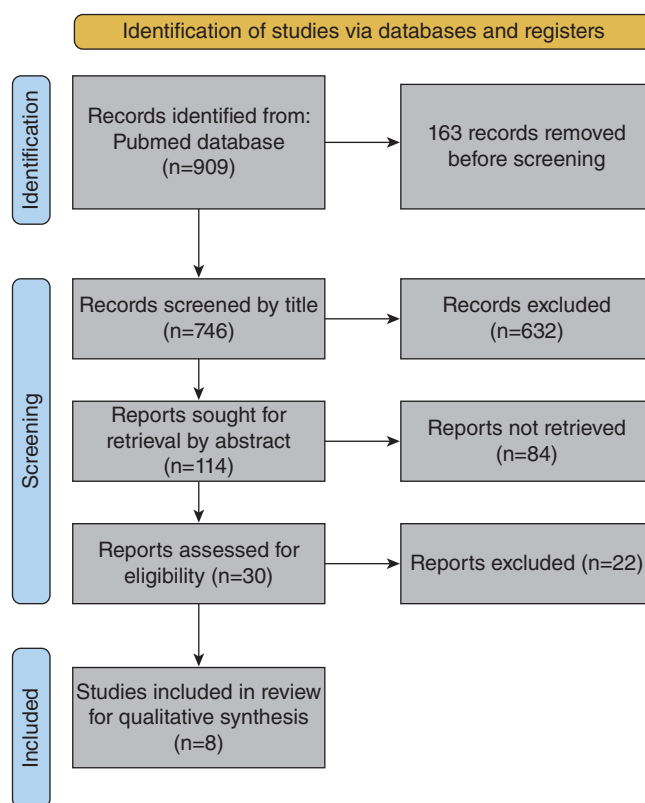 Identification of studies via databases and registers
Identification
Records identified from:
Pubmed database
(n=909)
163 records removed
before screening
Screening
Records screened by title
(n=746)
Records excluded
(n=632)
Reports sought for
retrieval by abstract
(n=114)
Reports not retrieved
(n=84)
Reports assessed for
eligibility (n=30)
Reports excluded (n=22)
Included
Studies included in review
for qualitative synthesis
(n=8)